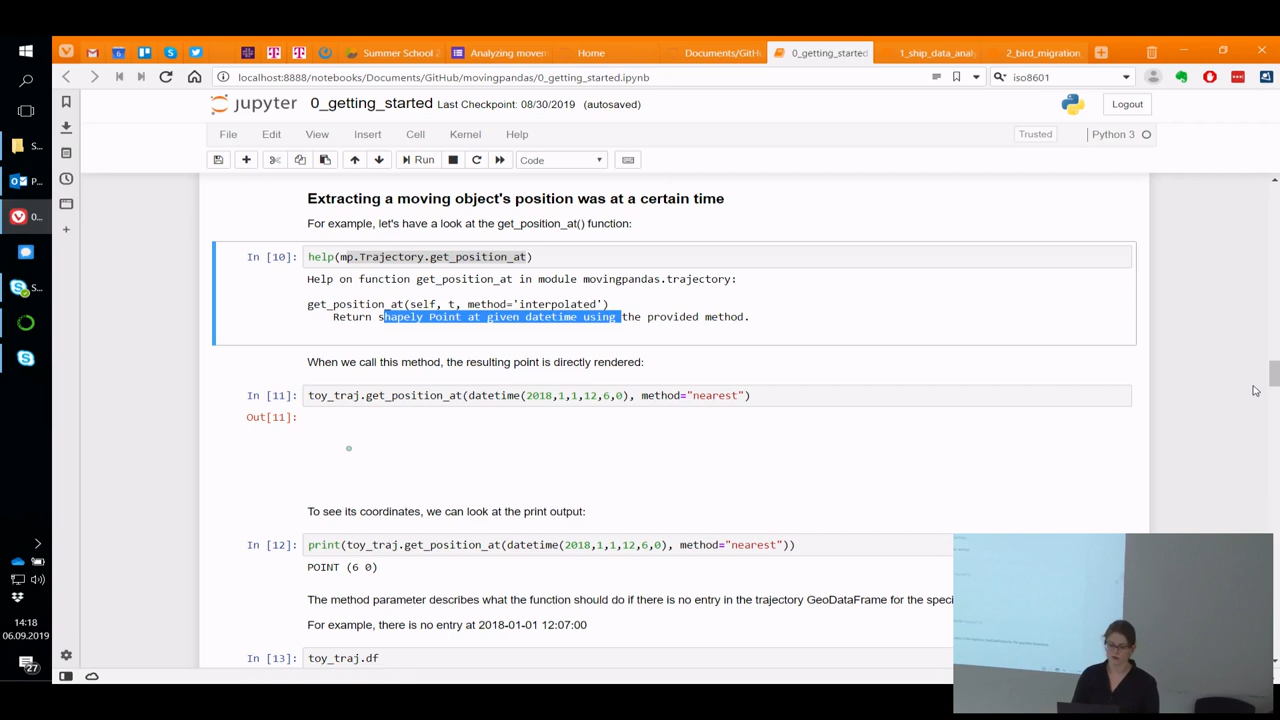 Summer School 2
Analyzing movem
Home
Documents/GitHu
0_getting_started
1_ship_data_anal
2_bird_migration
localhost:8888/notebooks/Documents/GitHub/movingpandas/0_getting_started.ipynb
iso8601
jupyter 0_getting_started Last Checkpoint: 08/30/2019 (autosaved)
Logout
File Edit View Insert Cell Kernel Help
Trusted
Python 3
Run
Code
S...
P...
0...
S...
Extracting a moving object's position was at a certain time
For example, let's have a look at the get_position_at() function:
In [10]: help(mp.Trajectory.get_position_at)
Help on function get_position_at in module movingpandas.trajectory:
get_position_at(self, t, method='interpolated')
Return shapely Point at given datetime using the provided method.
When we call this method, the resulting point is directly rendered:
In [11]: toy_traj.get_position_at(datetime(2018,1,1,12,6,0), method="nearest")
Out[11]:
To see its coordinates, we can look at the print output:
In [12]: print(toy_traj.get_position_at(datetime(2018,1,1,12,6,0), method="nearest"))
POINT (6 0)
The method parameter describes what the function should do if there is no entry in the trajectory GeoDataFrame for the speci
For example, there is no entry at 2018-01-01 12:07:00
In [13]: toy_traj.df
14:18
06.09.2019
27